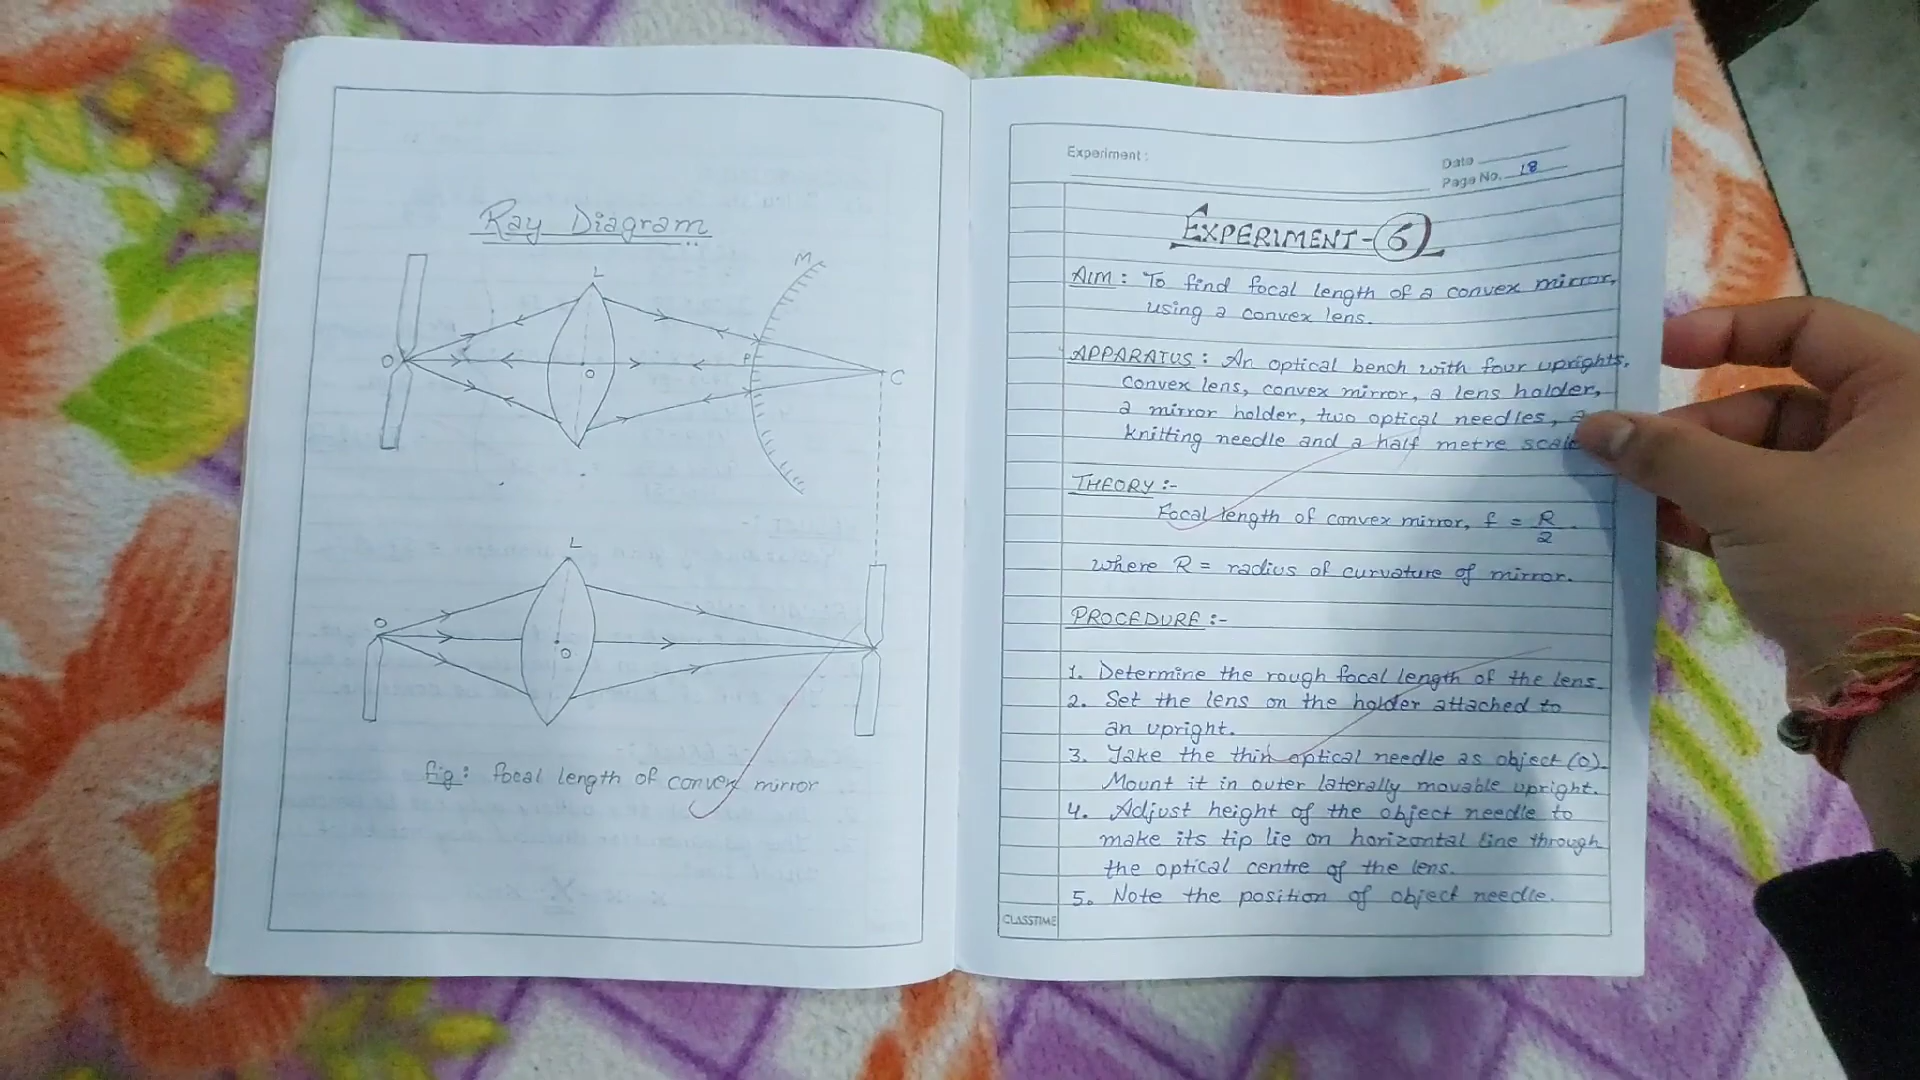 Ray Diagram
L
M
O
O
P
C
L
O
O
fig: focal length of convex mirror
Experiment:
Date
Page No. 18
EXPERIMENT-6
AIM: To find focal length of a convex mirror,
using a convex lens.
APPARATUS: An optical bench with four uprights,
convex lens, convex mirror, a lens holder,
a mirror holder, two optical needles, a
knitting needle and a half metre scale
THEORY:-
Focal length of convex mirror, f = R/2.
where R = radius of curvature of mirror.
PROCEDURE:-
1. Determine the rough focal length of the lens.
2. Set the lens on the holder attached to
an upright.
3. Take the thin optical needle as object (O).
Mount it in outer laterally movable upright.
4. Adjust height of the object needle to
make its tip lie on horizontal line through
the optical centre of the lens.
5. Note the position of object needle.
CLASSTIME